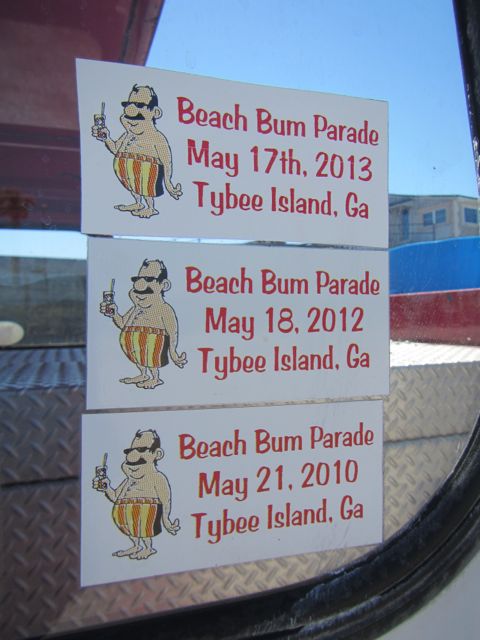 Beach Bum Parade
May 17th, 2013
Tybee Island, Ga
Beach Bum Parade
May 18, 2012
Tybee Island, Ga
Beach Bum Parade
May 21, 2010
Tybee Island, Ga